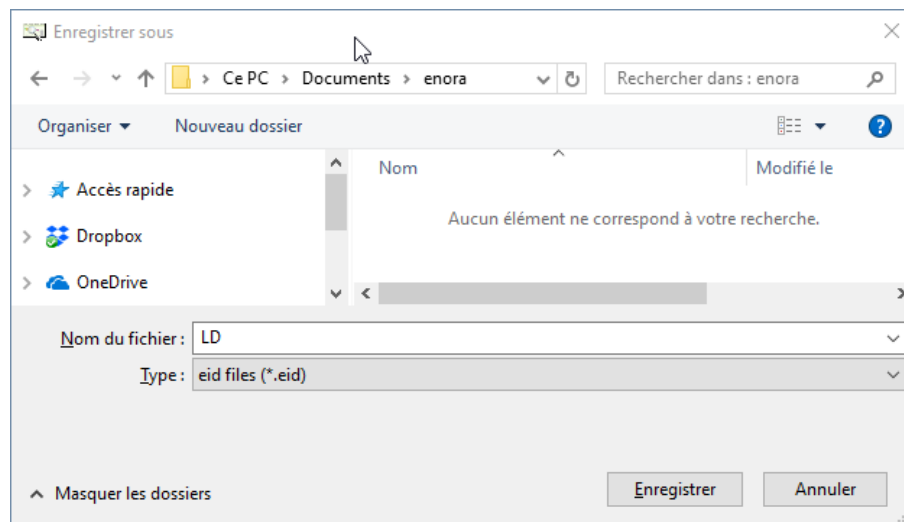 Enregistrer sous
Ce PC > Documents > enora
Rechercher dans : enora
Organiser Nouveau dossier ?
Accès rapide
Dropbox
OneDrive
Nom Modifié le
Aucun élément ne correspond à votre recherche.
Nom du fichier : LD
Type : eid files (*.eid)
Masquer les dossiers
Enregistrer Annuler